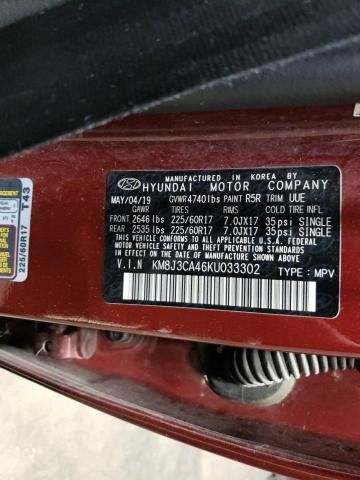 MANUFACTURED IN KOREA BY
HYUNDAI MOTOR COMPANY
MAY/04/19 GVWR4740lbs PAINT R5R TRIM UUE
TIRES RIMS COLD TIRE INFL
FRONT 2646 lbs 225/60R17 7.0JX17 35psi SINGLE
REAR 2535 lbs 225/60R17 7.0JX17 35psi SINGLE
THIS VEHICLE CONFORMS TO ALL APPLICABLE
FEDERAL MOTOR VEHICLE SAFETY, BUMPER, AND
THEFT PREVENTION STANDARDS IN EFFECT
ON THE DATE OF MANUFACTURE SHOWN ABOVE.
V.I.N KM8J3CA46KU033302 TYPE : MPV
225/60R17 T43